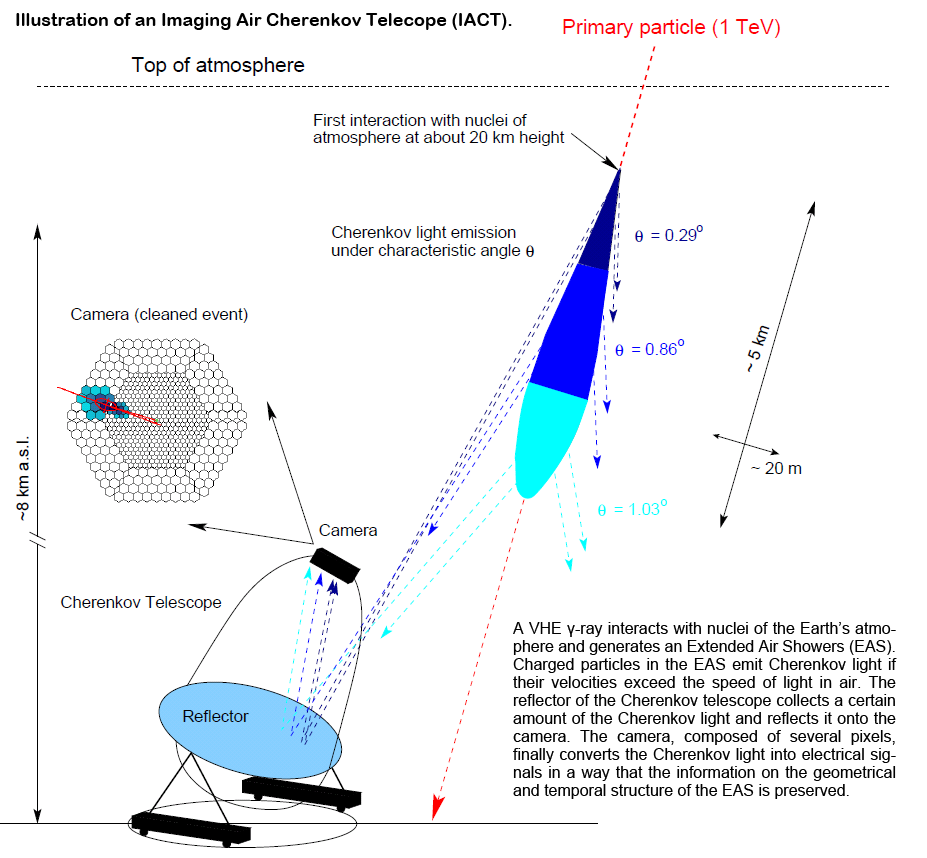 Illustration of an Imaging Air Cherenkov Telecope (IACT).
Primary particle (1 TeV)
Top of atmosphere
First interaction with nuclei of
atmosphere at about 20 km height
Cherenkov light emission
under characteristic angle θ
θ = 0.29°
Camera (cleaned event)
θ = 0.86°
~ 5 km
~ 20 m
~8 km a.s.l.
θ = 1.03°
Camera
Cherenkov Telescope
Reflector
A VHE γ-ray interacts with nuclei of the Earth's atmo-
phere and generates an Extended Air Showers (EAS).
Charged particles in the EAS emit Cherenkov light if
their velocities exceed the speed of light in air. The
reflector of the Cherenkov telescope collects a certain
amount of the Cherenkov light and reflects it onto the
camera. The camera, composed of several pixels,
finally converts the Cherenkov light into electrical sig-
nals in a way that the information on the geometrical
and temporal structure of the EAS is preserved.